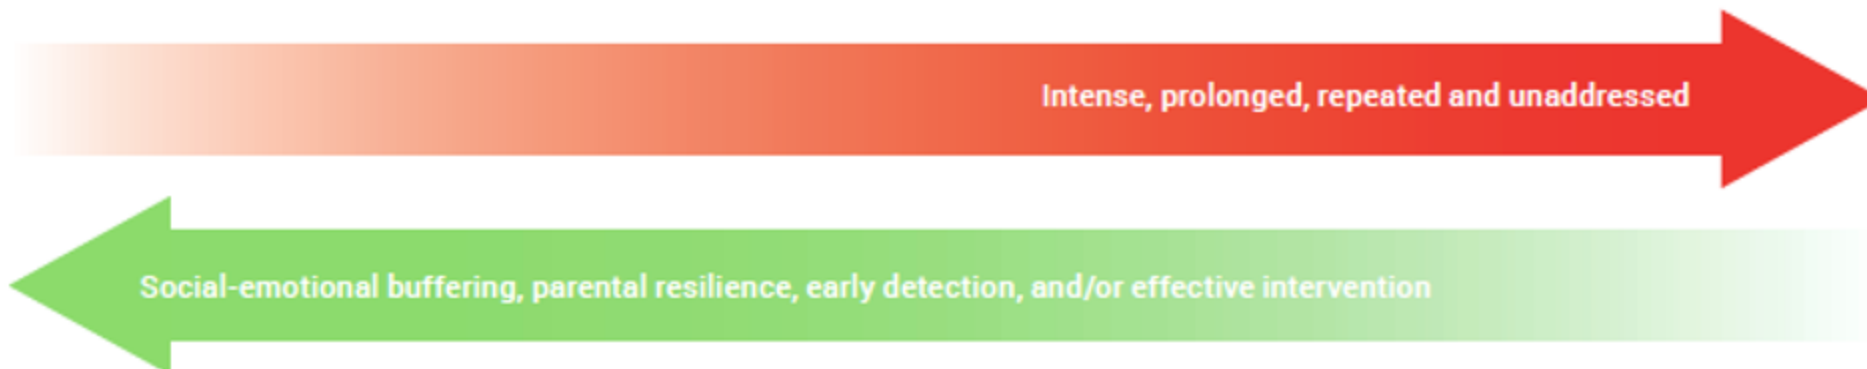 Intense, prolonged, repeated and unaddressed
Social-emotional buffering, parental resilience, early detection, and/or effective intervention